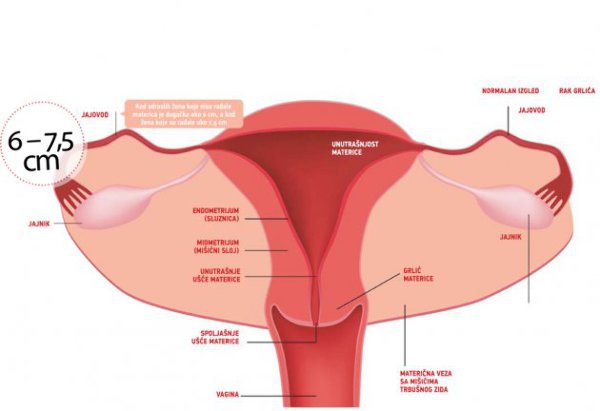 NORMALAN IZGLED
RAK GRLIĆA
JAJOVOD
Kod odraslih žena koje nisu rađale
materica je dugačka oko 6 cm, a kod
žena koje su rađale oko 7,5 cm
JAJOVOD
6 – 7,5
cm
UNUTRAŠNJOST
MATERICE
ENDOMETRIJUM
(SLUZNICA)
JAJNIK
JAJNIK
MIOMETRIJUM
(MIŠIĆNI SLOJ)
UNUTRAŠNJE
UŠĆE MATERICE
GRLIĆ
MATERICE
SPOLJAŠNJE
UŠĆE MATERICE
MATERIČNA VEZA
SA MIŠIĆIMA
TRBUŠNOG ZIDA
VAGINA